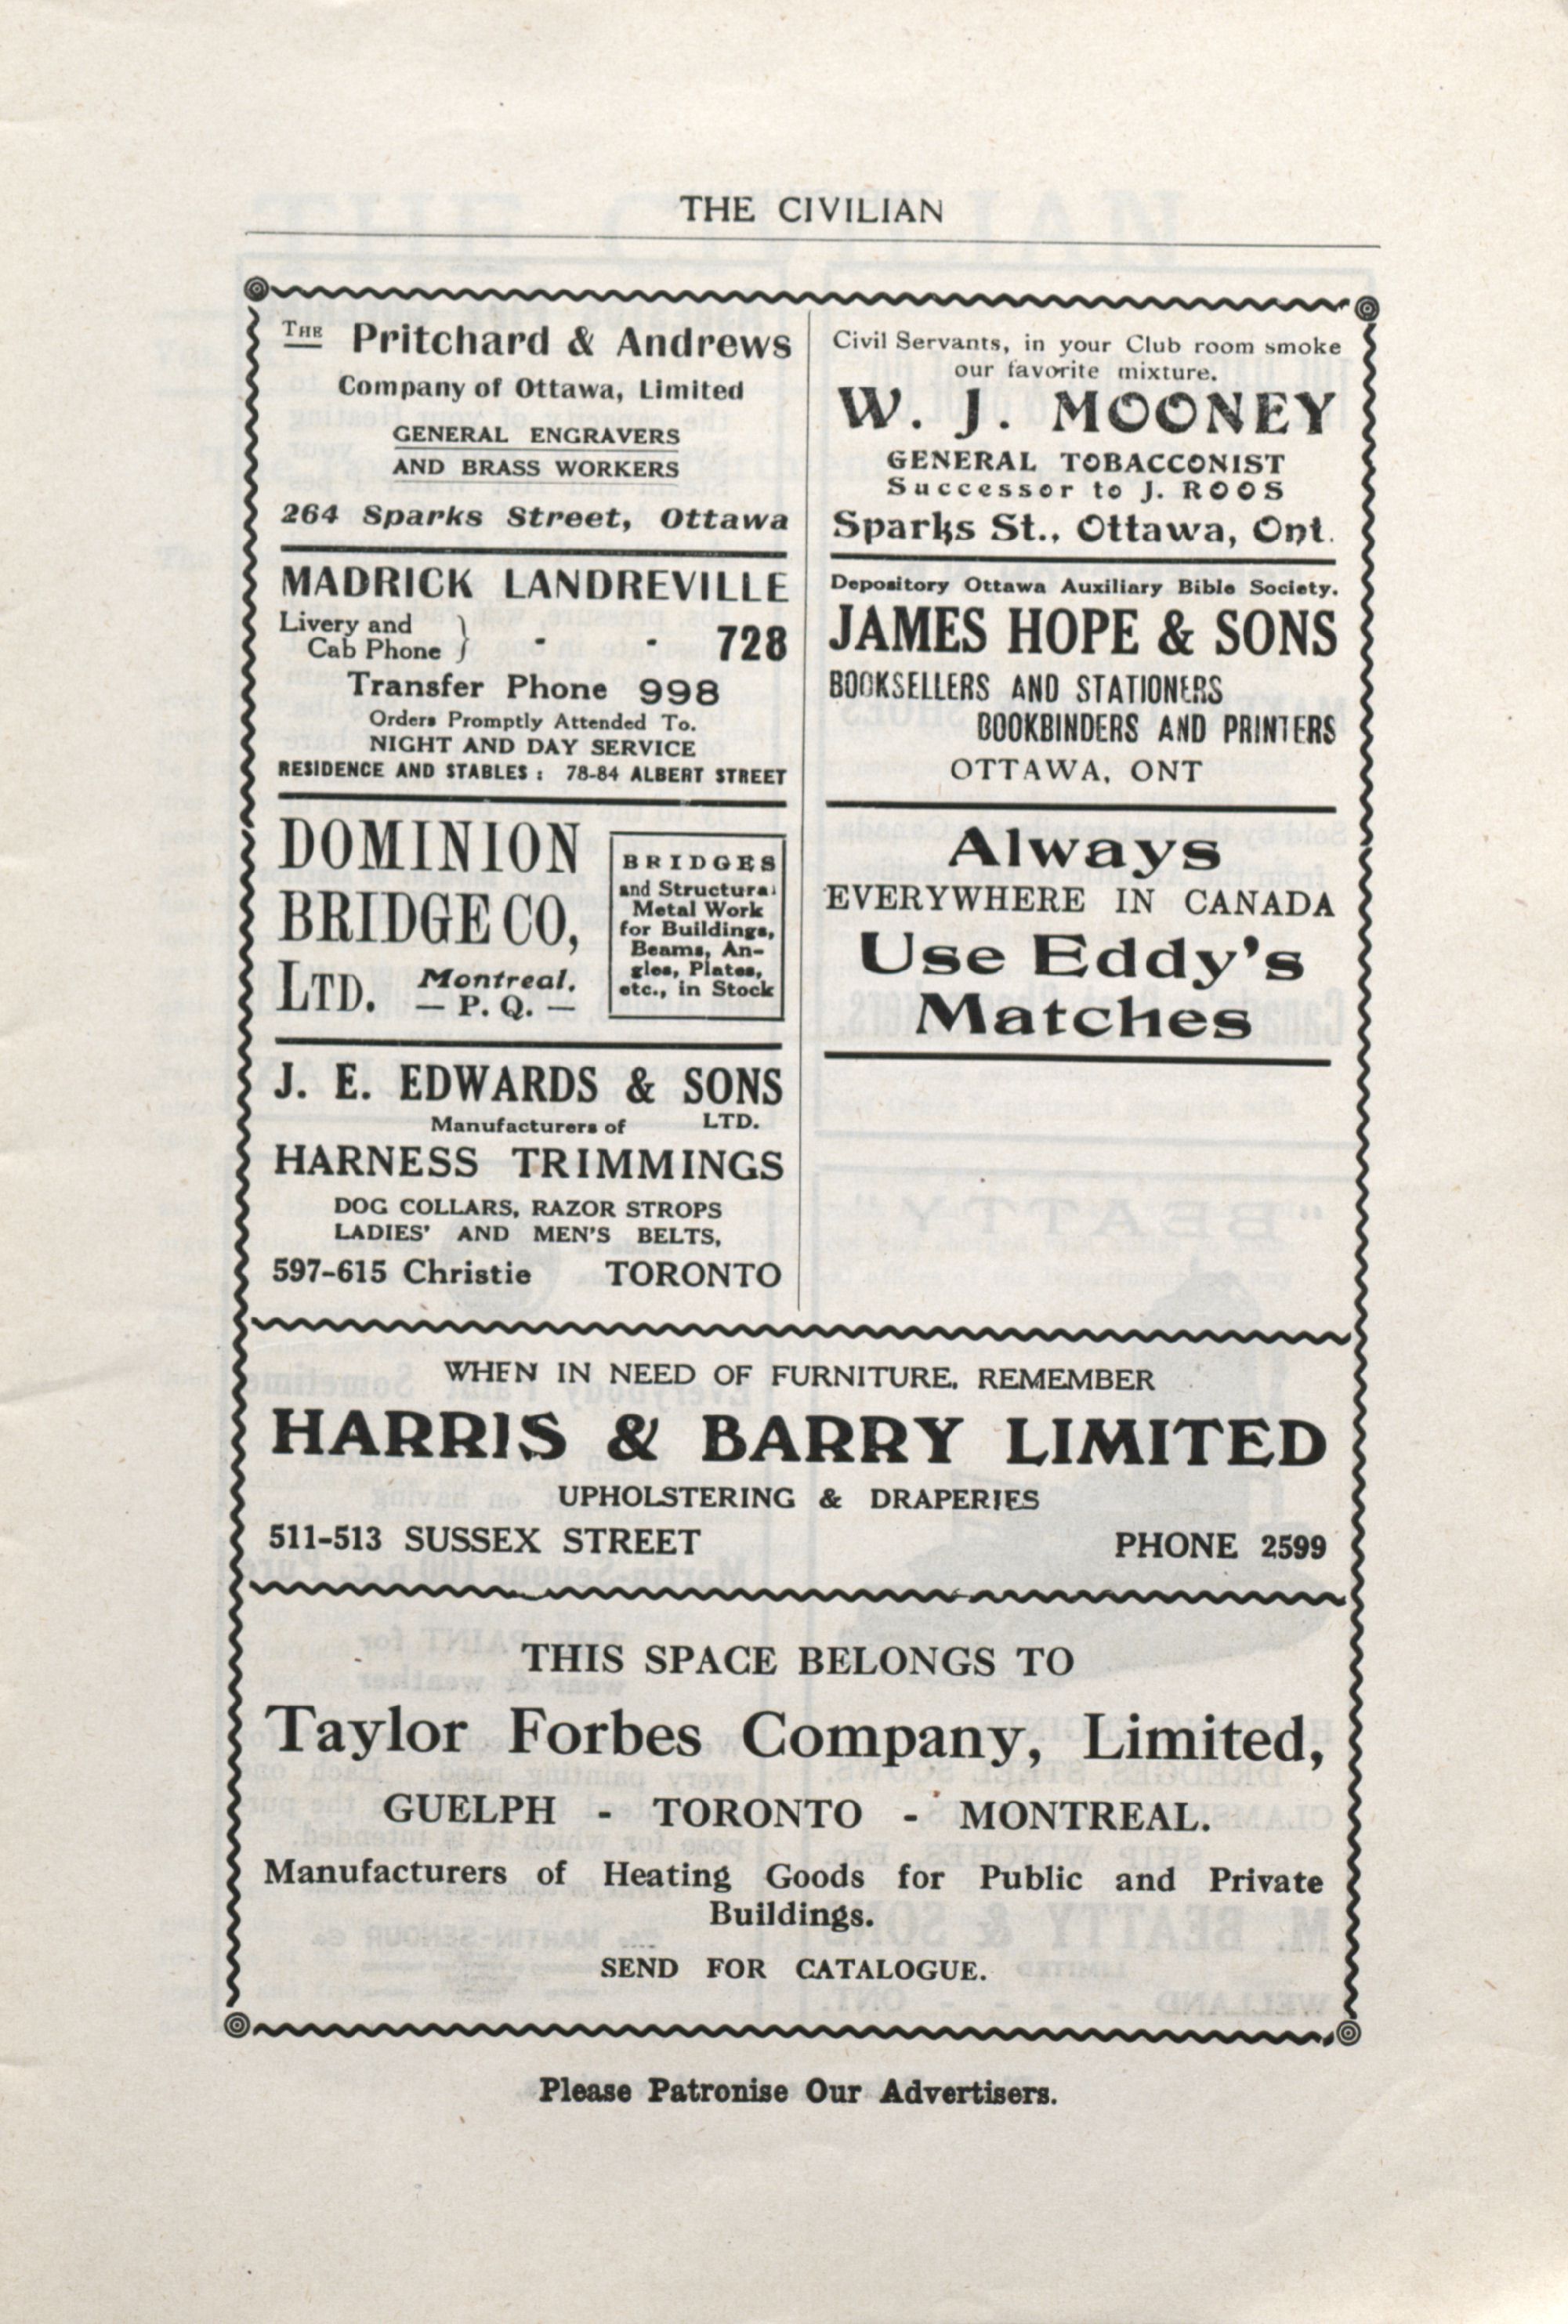 THE CIVILIAN
THE Pritchard & Andrews
Company of Ottawa, Limited
GENERAL ENGRAVERS
AND BRASS WORKERS
264 Sparks Street, Ottawa
MADRICK LANDREVILLE
Livery and
Cab Phone } - - 728
Transfer Phone 998
Orders Promptly Attended To.
NIGHT AND DAY SERVICE
RESIDENCE AND STABLES : 78-84 ALBERT STREET
DOMINION
BRIDGE CO,
LTD. Montreal,
— P. Q. —
BRIDGES
and Structural
Metal Work
for Buildings,
Beams, An-
gles, Plates,
etc., in Stock
J. E. EDWARDS & SONS
Manufacturers of LTD.
HARNESS TRIMMINGS
DOG COLLARS, RAZOR STROPS
LADIES' AND MEN'S BELTS,
597-615 Christie TORONTO
Civil Servants, in your Club room smoke
our favorite mixture.
W. J. MOONEY
GENERAL TOBACCONIST
Successor to J. ROOS
Sparks St., Ottawa, Ont.
Depository Ottawa Auxiliary Bible Society.
JAMES HOPE & SONS
BOOKSELLERS AND STATIONERS
BOOKBINDERS AND PRINTERS
OTTAWA, ONT
Always
EVERYWHERE IN CANADA
Use Eddy's
Matches
WHEN IN NEED OF FURNITURE, REMEMBER
HARRIS & BARRY LIMITED
UPHOLSTERING & DRAPERIES
511-513 SUSSEX STREET PHONE 2599
THIS SPACE BELONGS TO
Taylor Forbes Company, Limited,
GUELPH - TORONTO - MONTREAL.
Manufacturers of Heating Goods for Public and Private
Buildings.
SEND FOR CATALOGUE.
Please Patronise Our Advertisers.